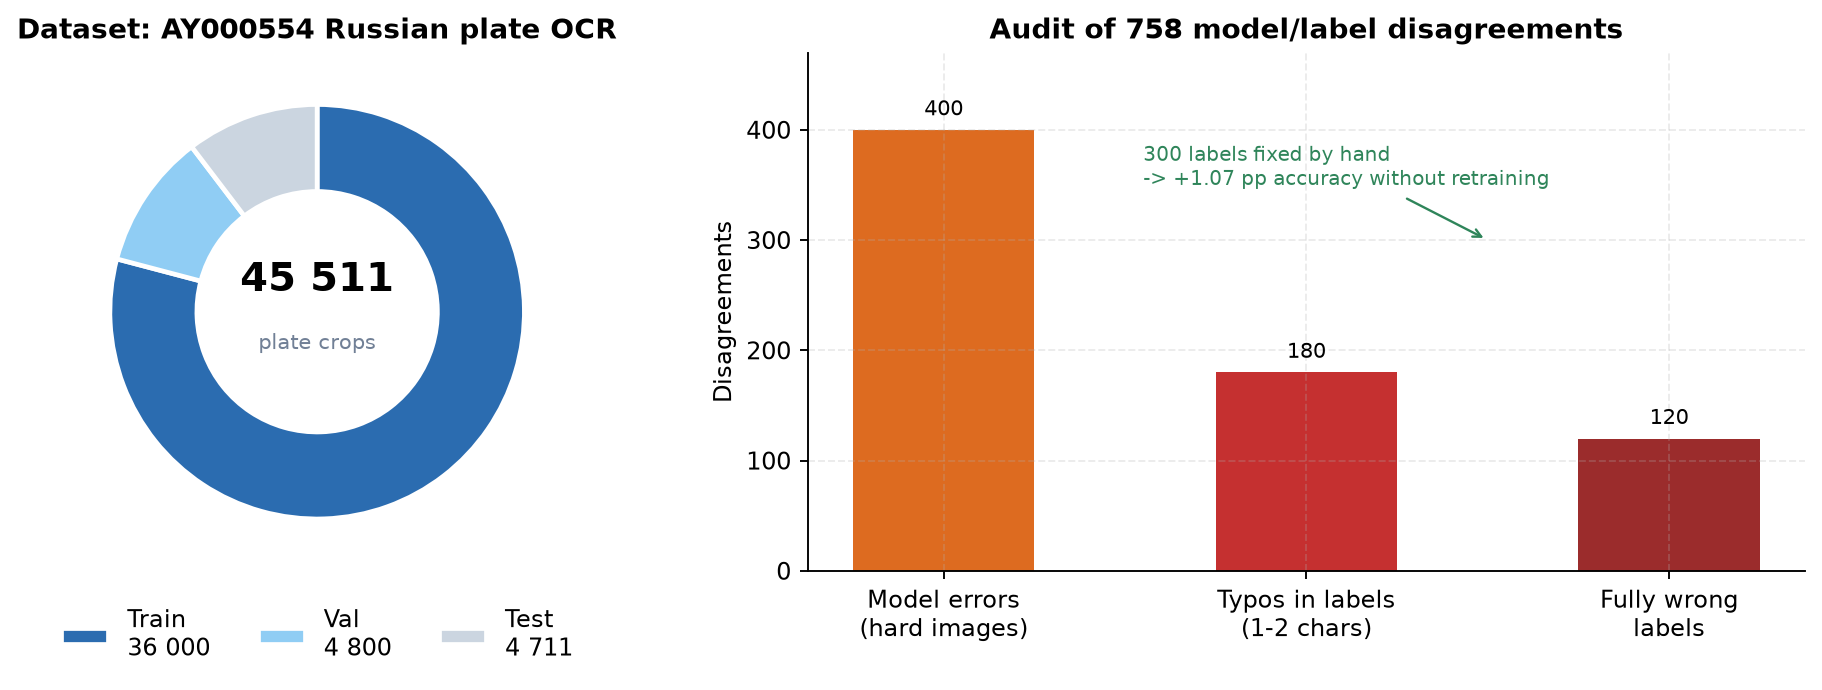 Dataset: AY000554 Russian plate OCR
45 511
plate crops
Train
36 000
Val
4 800
Test
4 711
Audit of 758 model/label disagreements
Disagreements
400
300
200
100
0
400
180
120
300 labels fixed by hand
-> +1.07 pp accuracy without retraining
Model errors
(hard images)
Typos in labels
(1-2 chars)
Fully wrong
labels